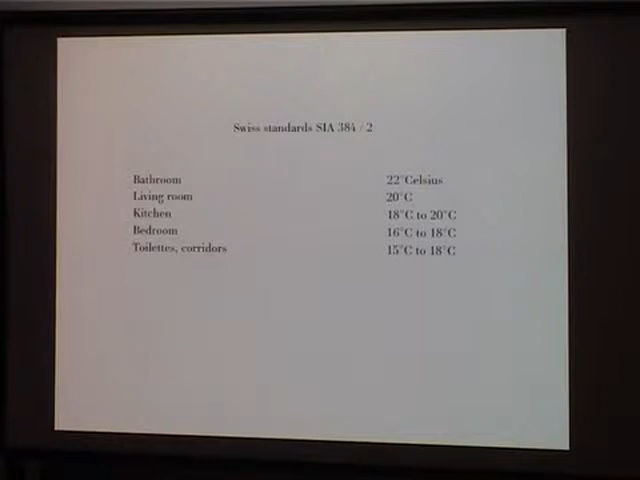 Swiss standards SIA 384 / 2
Bathroom 22°Celsius
Living room 20°C
Kitchen 18°C to 20°C
Bedroom 16°C to 18°C
Toilettes, corridors 15°C to 18°C